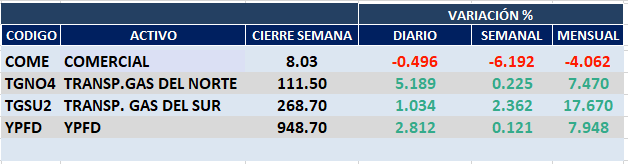 VARIACIÓN %
CODIGO ACTIVO CIERRE SEMANA DIARIO SEMANAL MENSUAL
COME COMERCIAL 8.03 -0.496 -6.192 -4.062
TGNO4 TRANSP.GAS DEL NORTE 111.50 5.189 0.225 7.470
TGSU2 TRANSP. GAS DEL SUR 268.70 1.034 2.362 17.670
YPFD YPFD 948.70 2.812 0.121 7.948